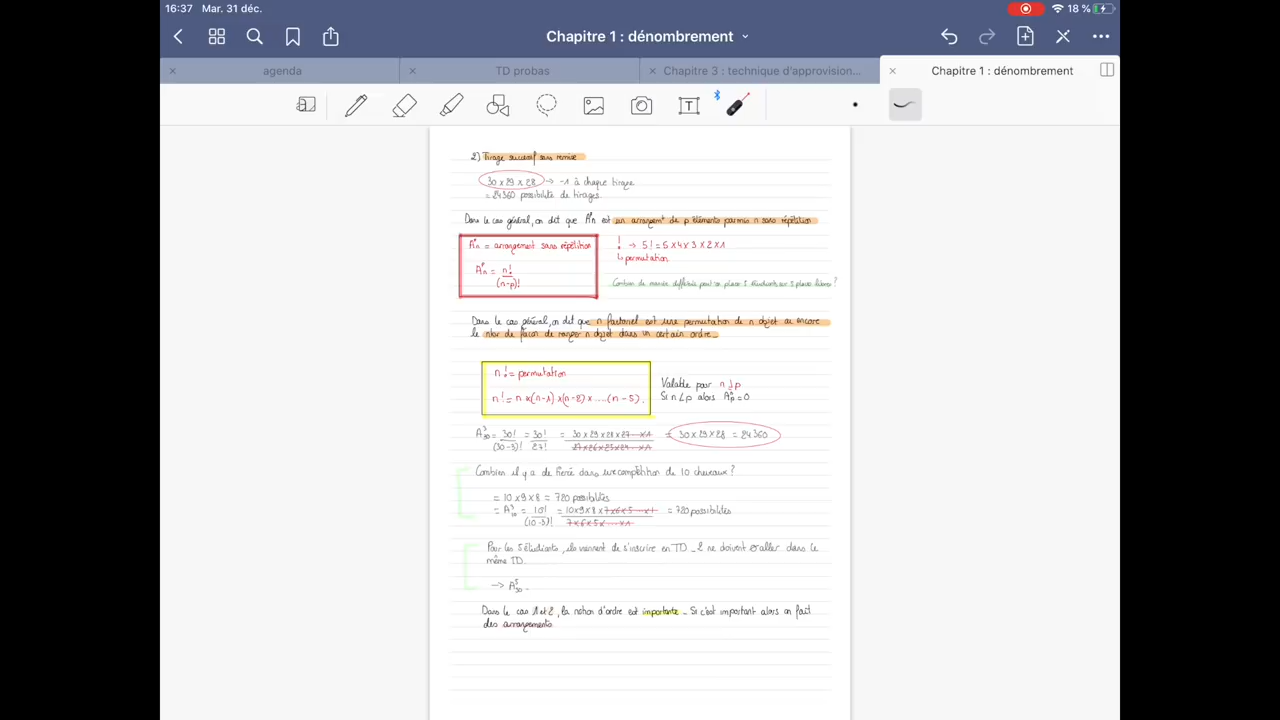 16:37 Mar. 31 déc.
18 %
Chapitre 1 : dénombrement
agenda
TD probas
Chapitre 3 : technique d'approvision...
Chapitre 1 : dénombrement
2) Tirage successif sans remise
30 x 29 x 28 → -1 à chaque tirage
= 24360 possibilité de tirages.
Dans le cas général, on dit que Aᵖn est un arrangemt de p éléments parmis n sans répétition
Aᵖn = arrangement sans répétition
Aᵖn = n! / (n-p)!
! → 5! = 5 x 4 x 3 x 2 x 1
↳ permutation
Combien de manière différentes peut-on placer 5 étudiants sur 5 places libres ?
Dans le cas général, on dit que n factoriel est une permutation de n objet ou encore
le nbr de façon de ranger n objet dans un certain ordre.
n! = permutation
n! = n x (n-1) x (n-2) x ....(n-5).
Valable pour n ≥ p
Si n < p alors Aᵖn = 0
A³30 = 30! / (30-3)! = 30! / 27! = 30 x 29 x 28 x 27 ... x 1 / 27 x 26 x 25 x 24 ... x 1 = 30 x 29 x 28 = 24360
Combien il y a de tiercé dans une compétition de 10 chevaux ?
= 10 x 9 x 8 = 720 possibilités
= A³10 = 10! / (10-3)! = 10 x 9 x 8 x 7 x 6 x 5 ... x 1 / 7 x 6 x 5 x ... x 1 = 720 possibilités
Pour les 5 étudiants, ils viennent de s'inscrire en TD. Ne doivent aller dans le
même TD.
→ A⁵30.
Dans le cas 1 et 2, la notion d'ordre est importante. Si c'est important alors on fait
des arrangements